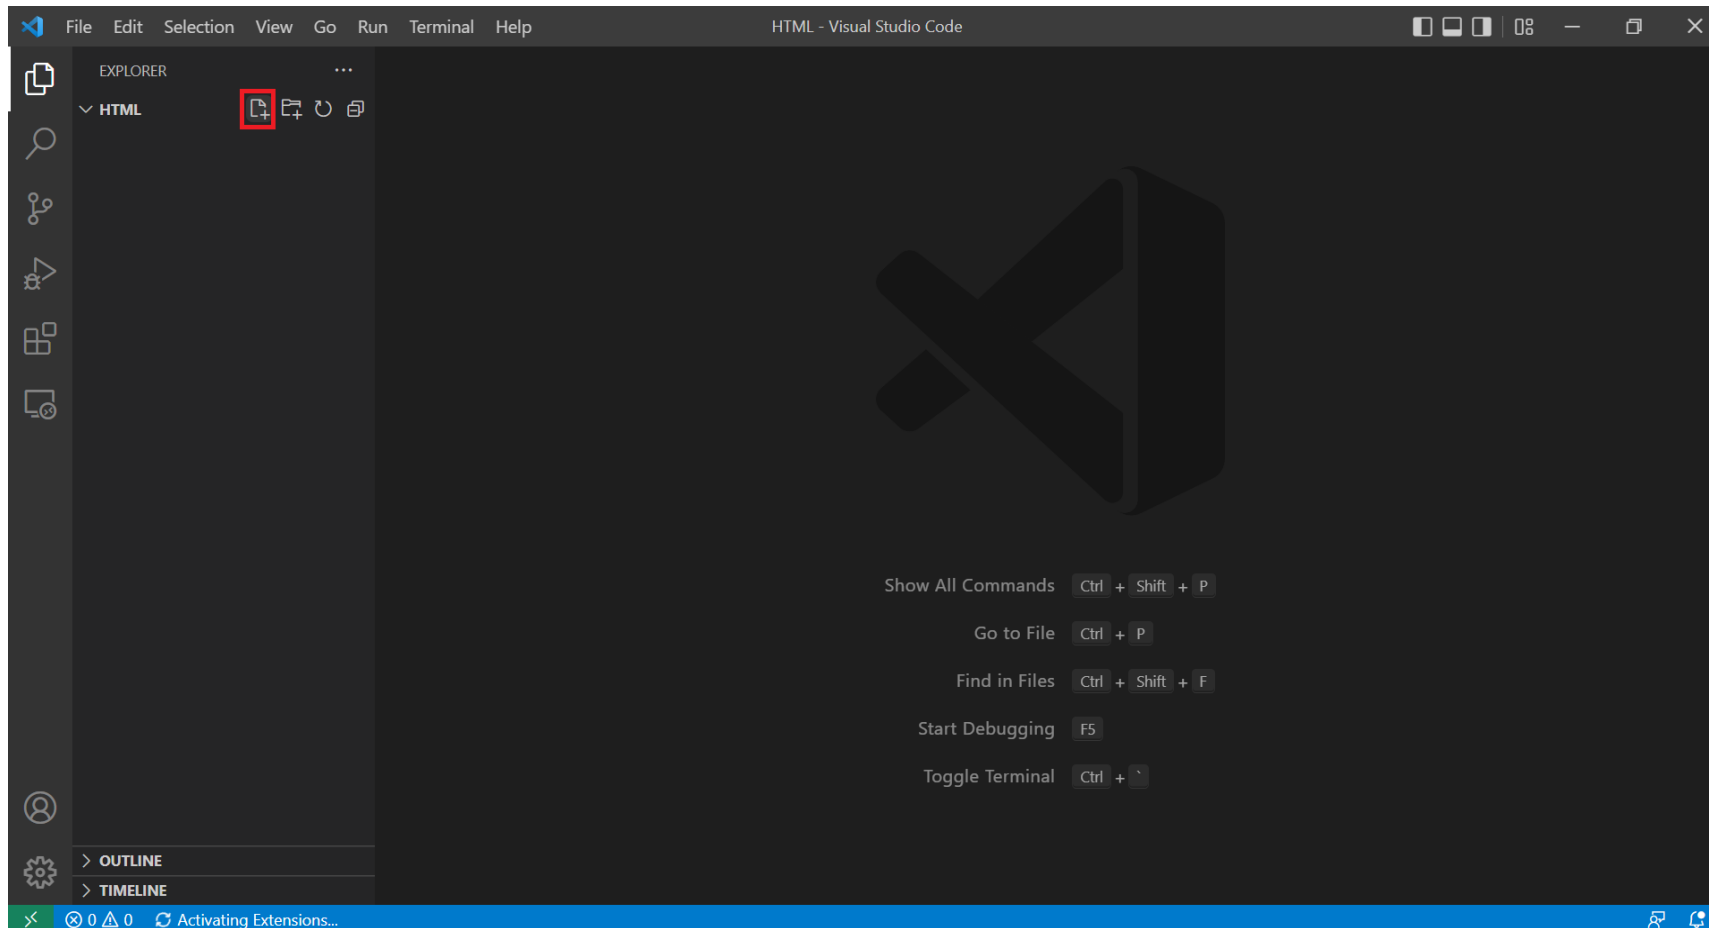 File Edit Selection View Go Run Terminal Help
HTML - Visual Studio Code
EXPLORER
HTML
Show All Commands Ctrl + Shift + P
Go to File Ctrl + P
Find in Files Ctrl + Shift + F
Start Debugging F5
Toggle Terminal Ctrl + `
OUTLINE
TIMELINE
0 0 Activating Extensions...